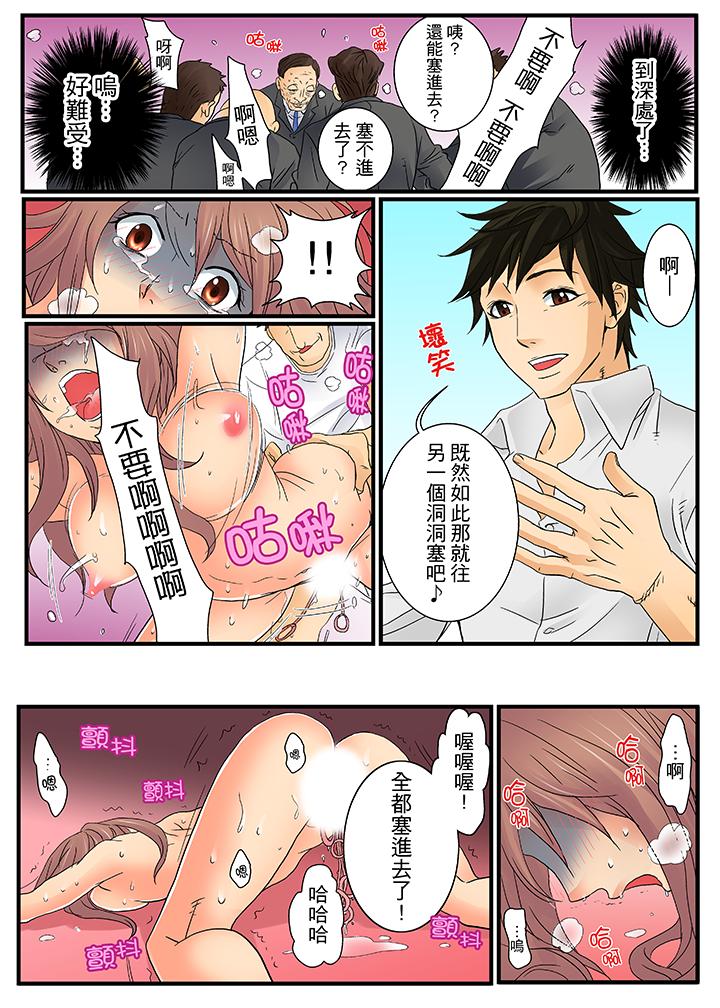 到深處了…
不要啊 不要啊啊
咦?
還能塞進去?
塞不進
去了?
咕啾
咕啾
啊嗯
啊嗯
呀啊
嗚…
好難受…
啊—
壞笑
既然如此那就往
另一個洞洞塞吧♪
!!
咕啾
咕啾
咕啾
不要啊啊啊啊
…啊
哈啊
哈啊
哈啊
…嗚
喔喔喔!
全都塞進去了!
哈哈哈
嗯
嗯
…嗯
顫抖
顫抖
顫抖
顫抖